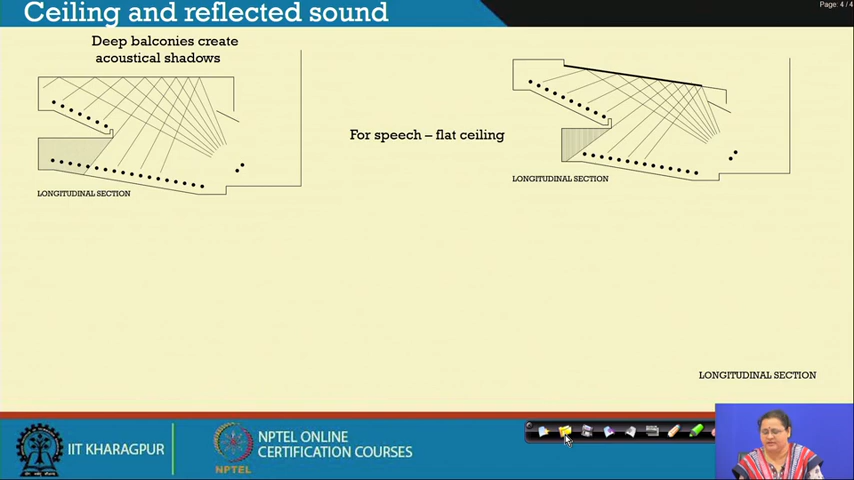 Page: 4 / 4
Ceiling and reflected sound
Deep balconies create
acoustical shadows
For speech – flat ceiling
LONGITUDINAL SECTION
LONGITUDINAL SECTION
LONGITUDINAL SECTION
IIT KHARAGPUR
NPTEL
NPTEL ONLINE
CERTIFICATION COURSES